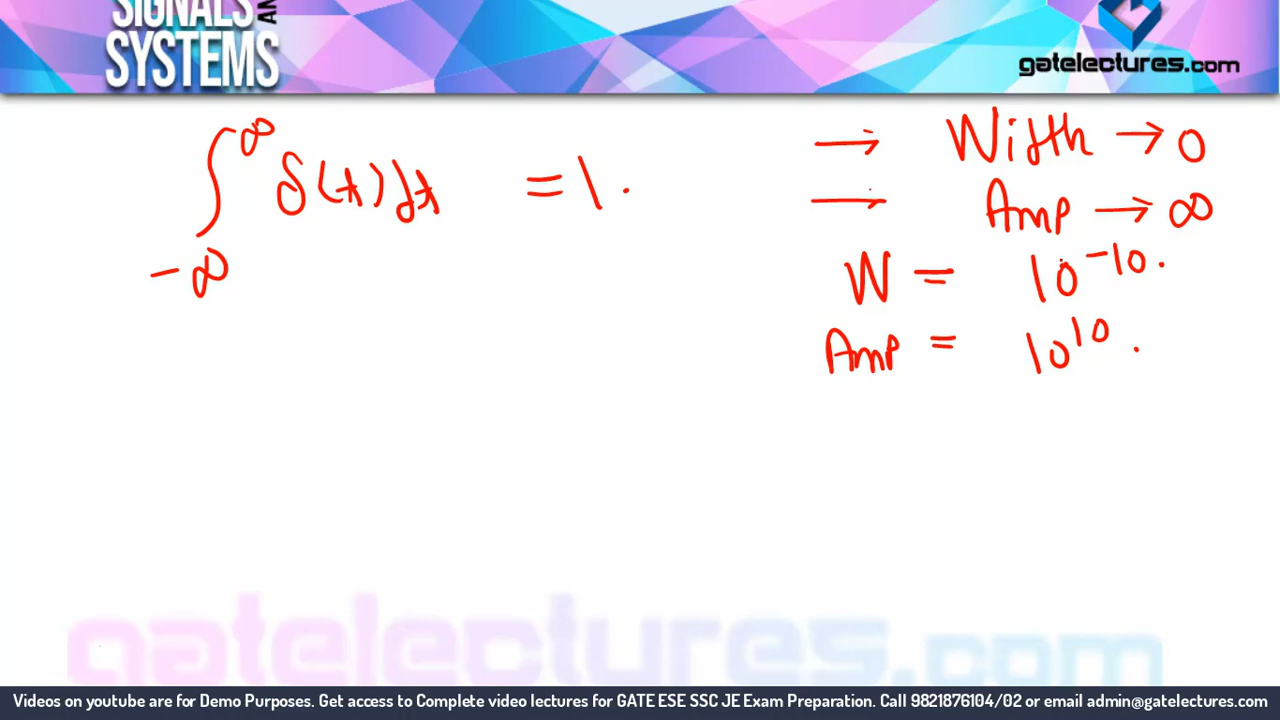 SIGNALS AN
SYSTEMS
gatelectures.com
∫_{-∞}^{∞} δ(t) dt = 1.
→ Width → 0
→ Amp → ∞
W = 10^{-10}.
Amp = 10^{10}.
gatelectures.com
Videos on youtube are for Demo Purposes. Get access to Complete video lectures for GATE ESE SSC JE Exam Preparation. Call 9821876104/02 or email admin@gatelectures.com